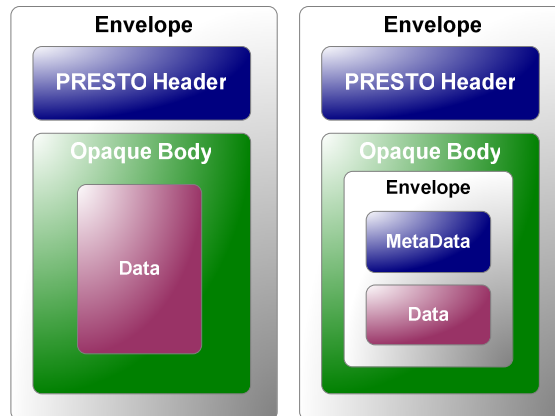 Envelope
PRESTO Header
Opaque Body
Data
Envelope
PRESTO Header
Opaque Body
Envelope
MetaData
Data